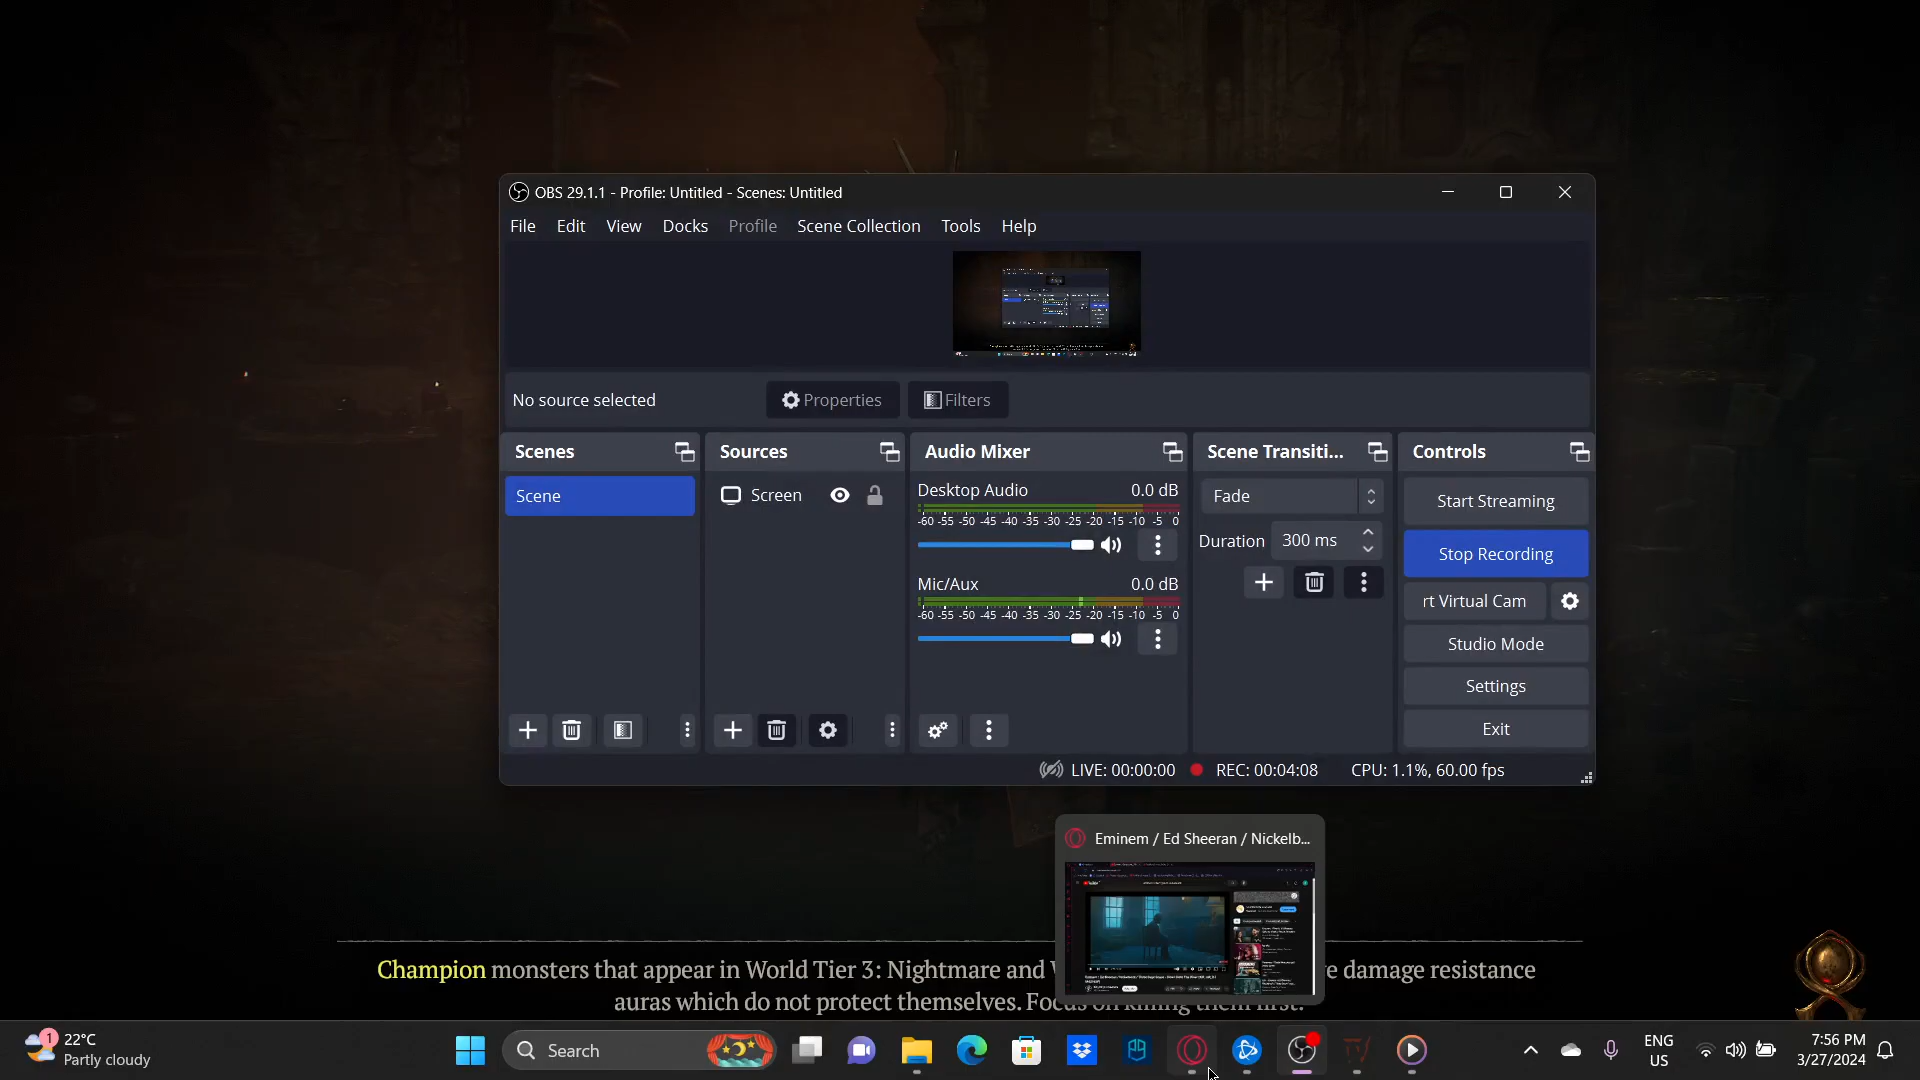 OBS 29.1.1 - Profile: Untitled - Scenes: Untitled
File Edit View Docks Profile Scene Collection Tools Help
No source selected Properties Filters
Scenes Sources Audio Mixer Scene Transiti... Controls
Scene
Screen
Desktop Audio 0.0 dB
-60 -55 -50 -45 -40 -35 -30 -25 -20 -15 -10 -5 0
Mic/Aux 0.0 dB
-60 -55 -50 -45 -40 -35 -30 -25 -20 -15 -10 -5 0
Fade
Duration 300 ms
Start Streaming
Stop Recording
rt Virtual Cam
Studio Mode
Settings
Exit
LIVE: 00:00:00 REC: 00:04:08 CPU: 1.1%, 60.00 fps
Eminem / Ed Sheeran / Nickelb...
Champion monsters that appear in World Tier 3: Nightmare and damage resistance
auras which do not protect themselves. Focus on killing them first.
1
22°C
Partly cloudy
Search
ENG
US
7:56 PM
3/27/2024